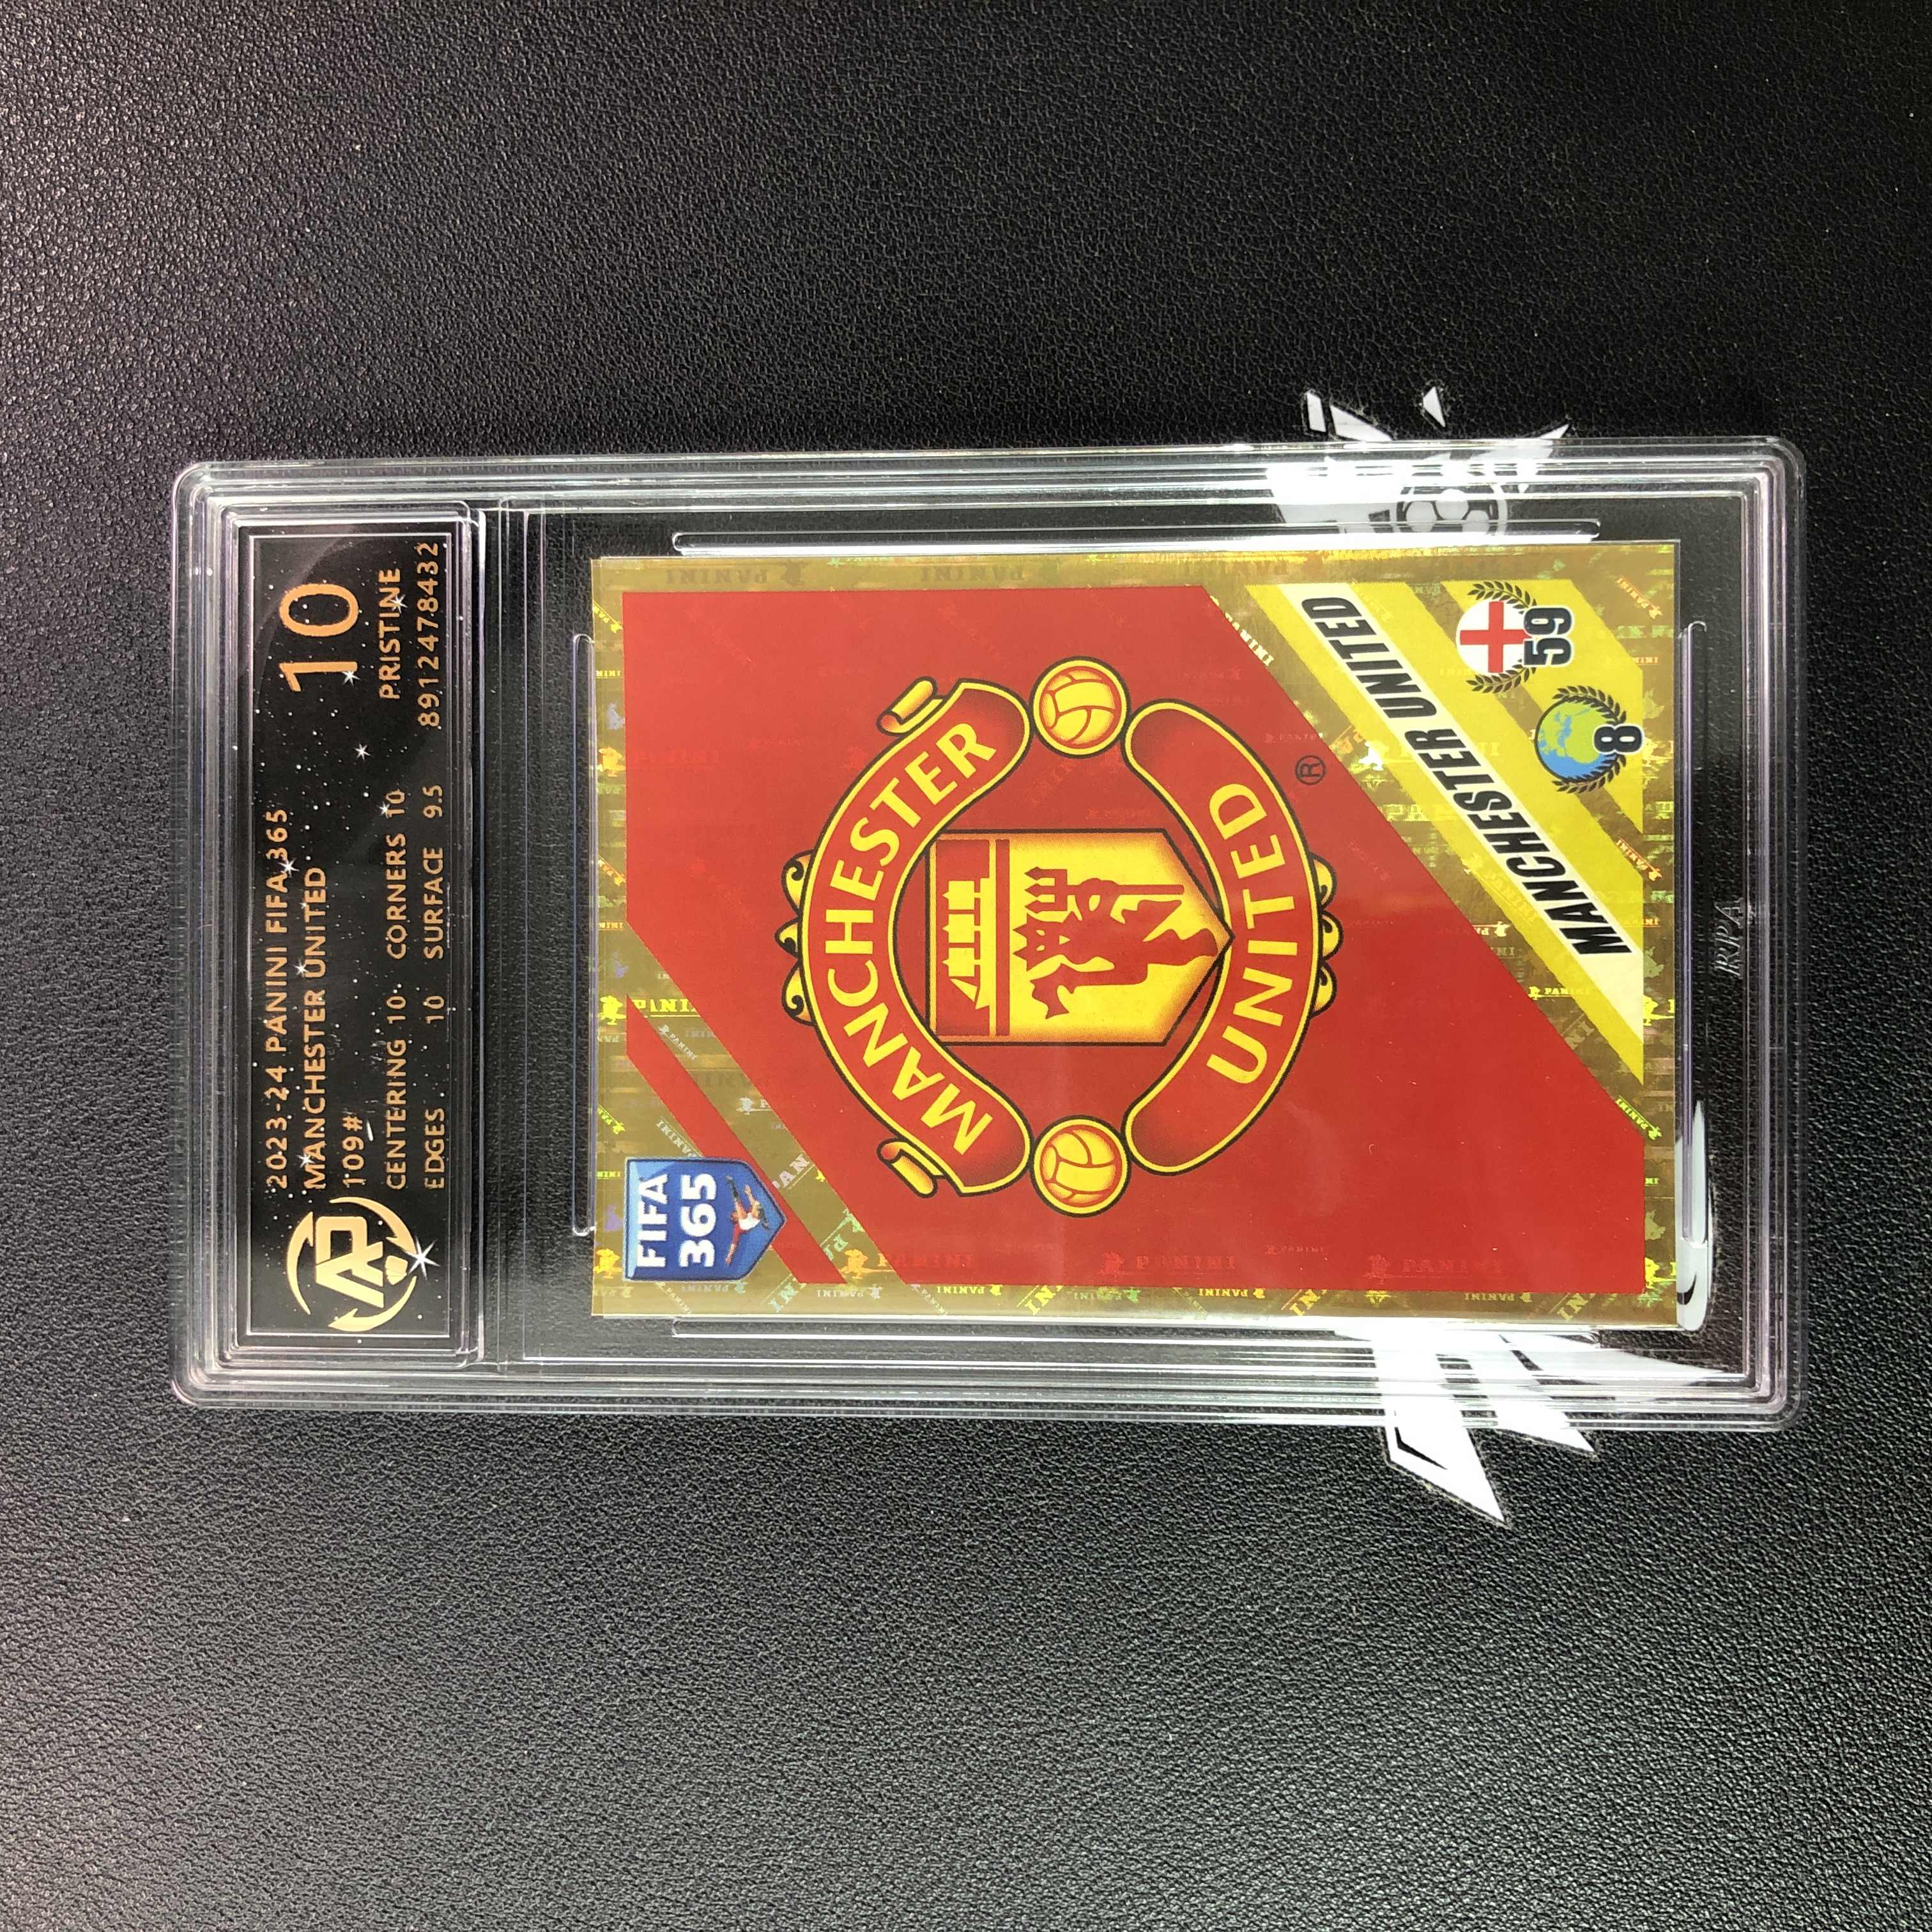 2023-24 PANINI FIFA 365
MANCHESTER UNITED
109#
CENTERING 10 CORNERS 10
EDGES 10 SURFACE 9.5
10
PRISTINE
8912478432
FIFA
365
MANCHESTER
UNITED
®
MANCHESTER UNITED
59
8
PANINI